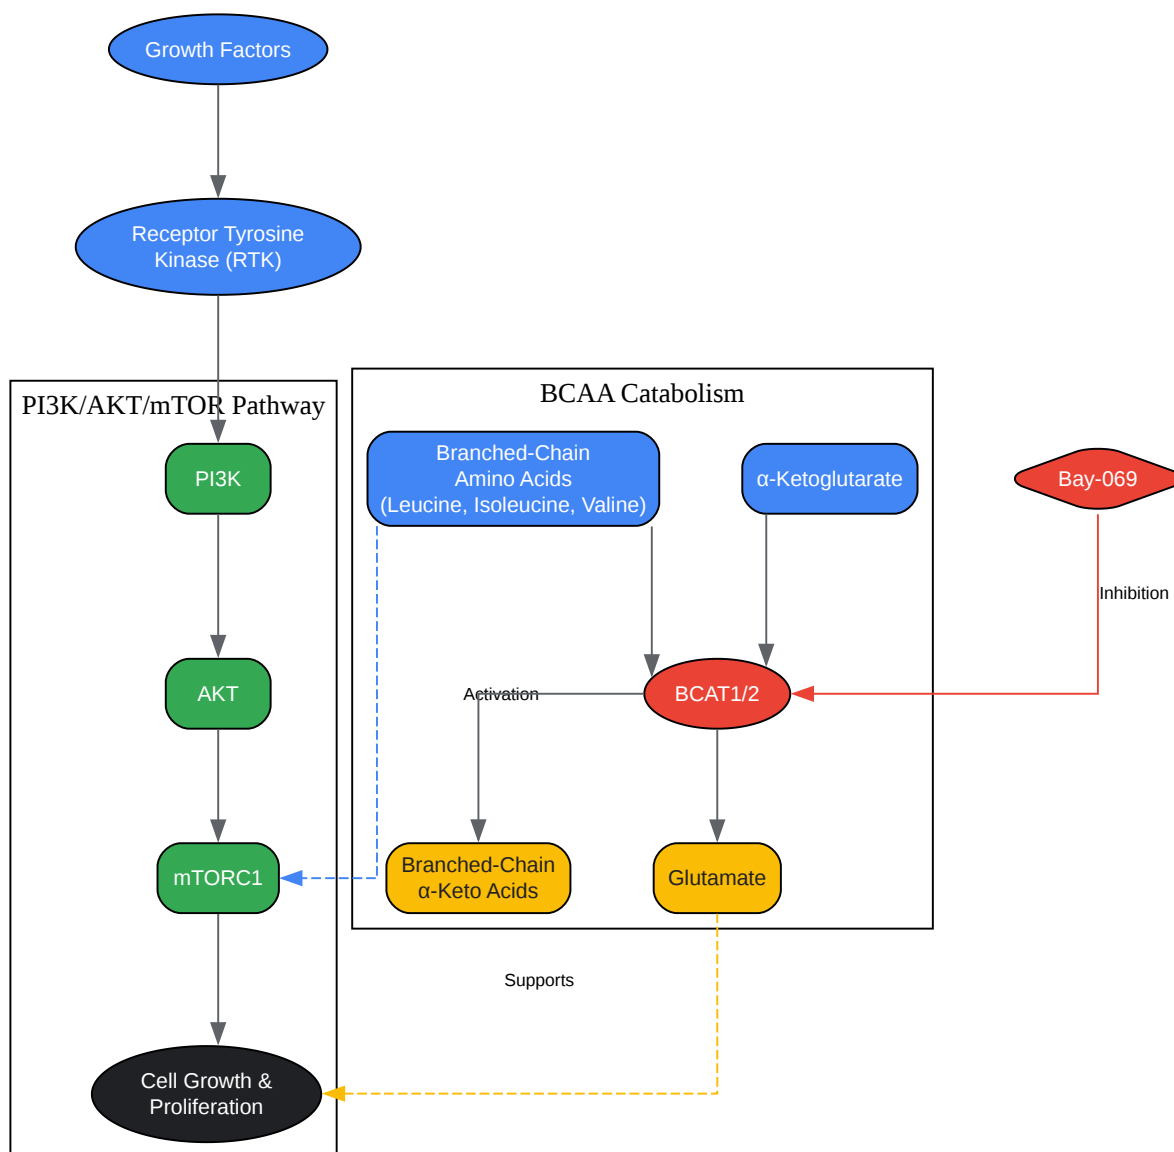 Growth Factors
Receptor Tyrosine
Kinase (RTK)
PI3K/AKT/mTOR Pathway
BCAA Catabolism
PI3K
Branched-Chain
Amino Acids
(Leucine, Isoleucine, Valine)
α-Ketoglutarate
Bay-069
Inhibition
AKT
Activation
BCAT1/2
mTORC1
Branched-Chain
α-Keto Acids
Glutamate
Supports
Cell Growth &
Proliferation